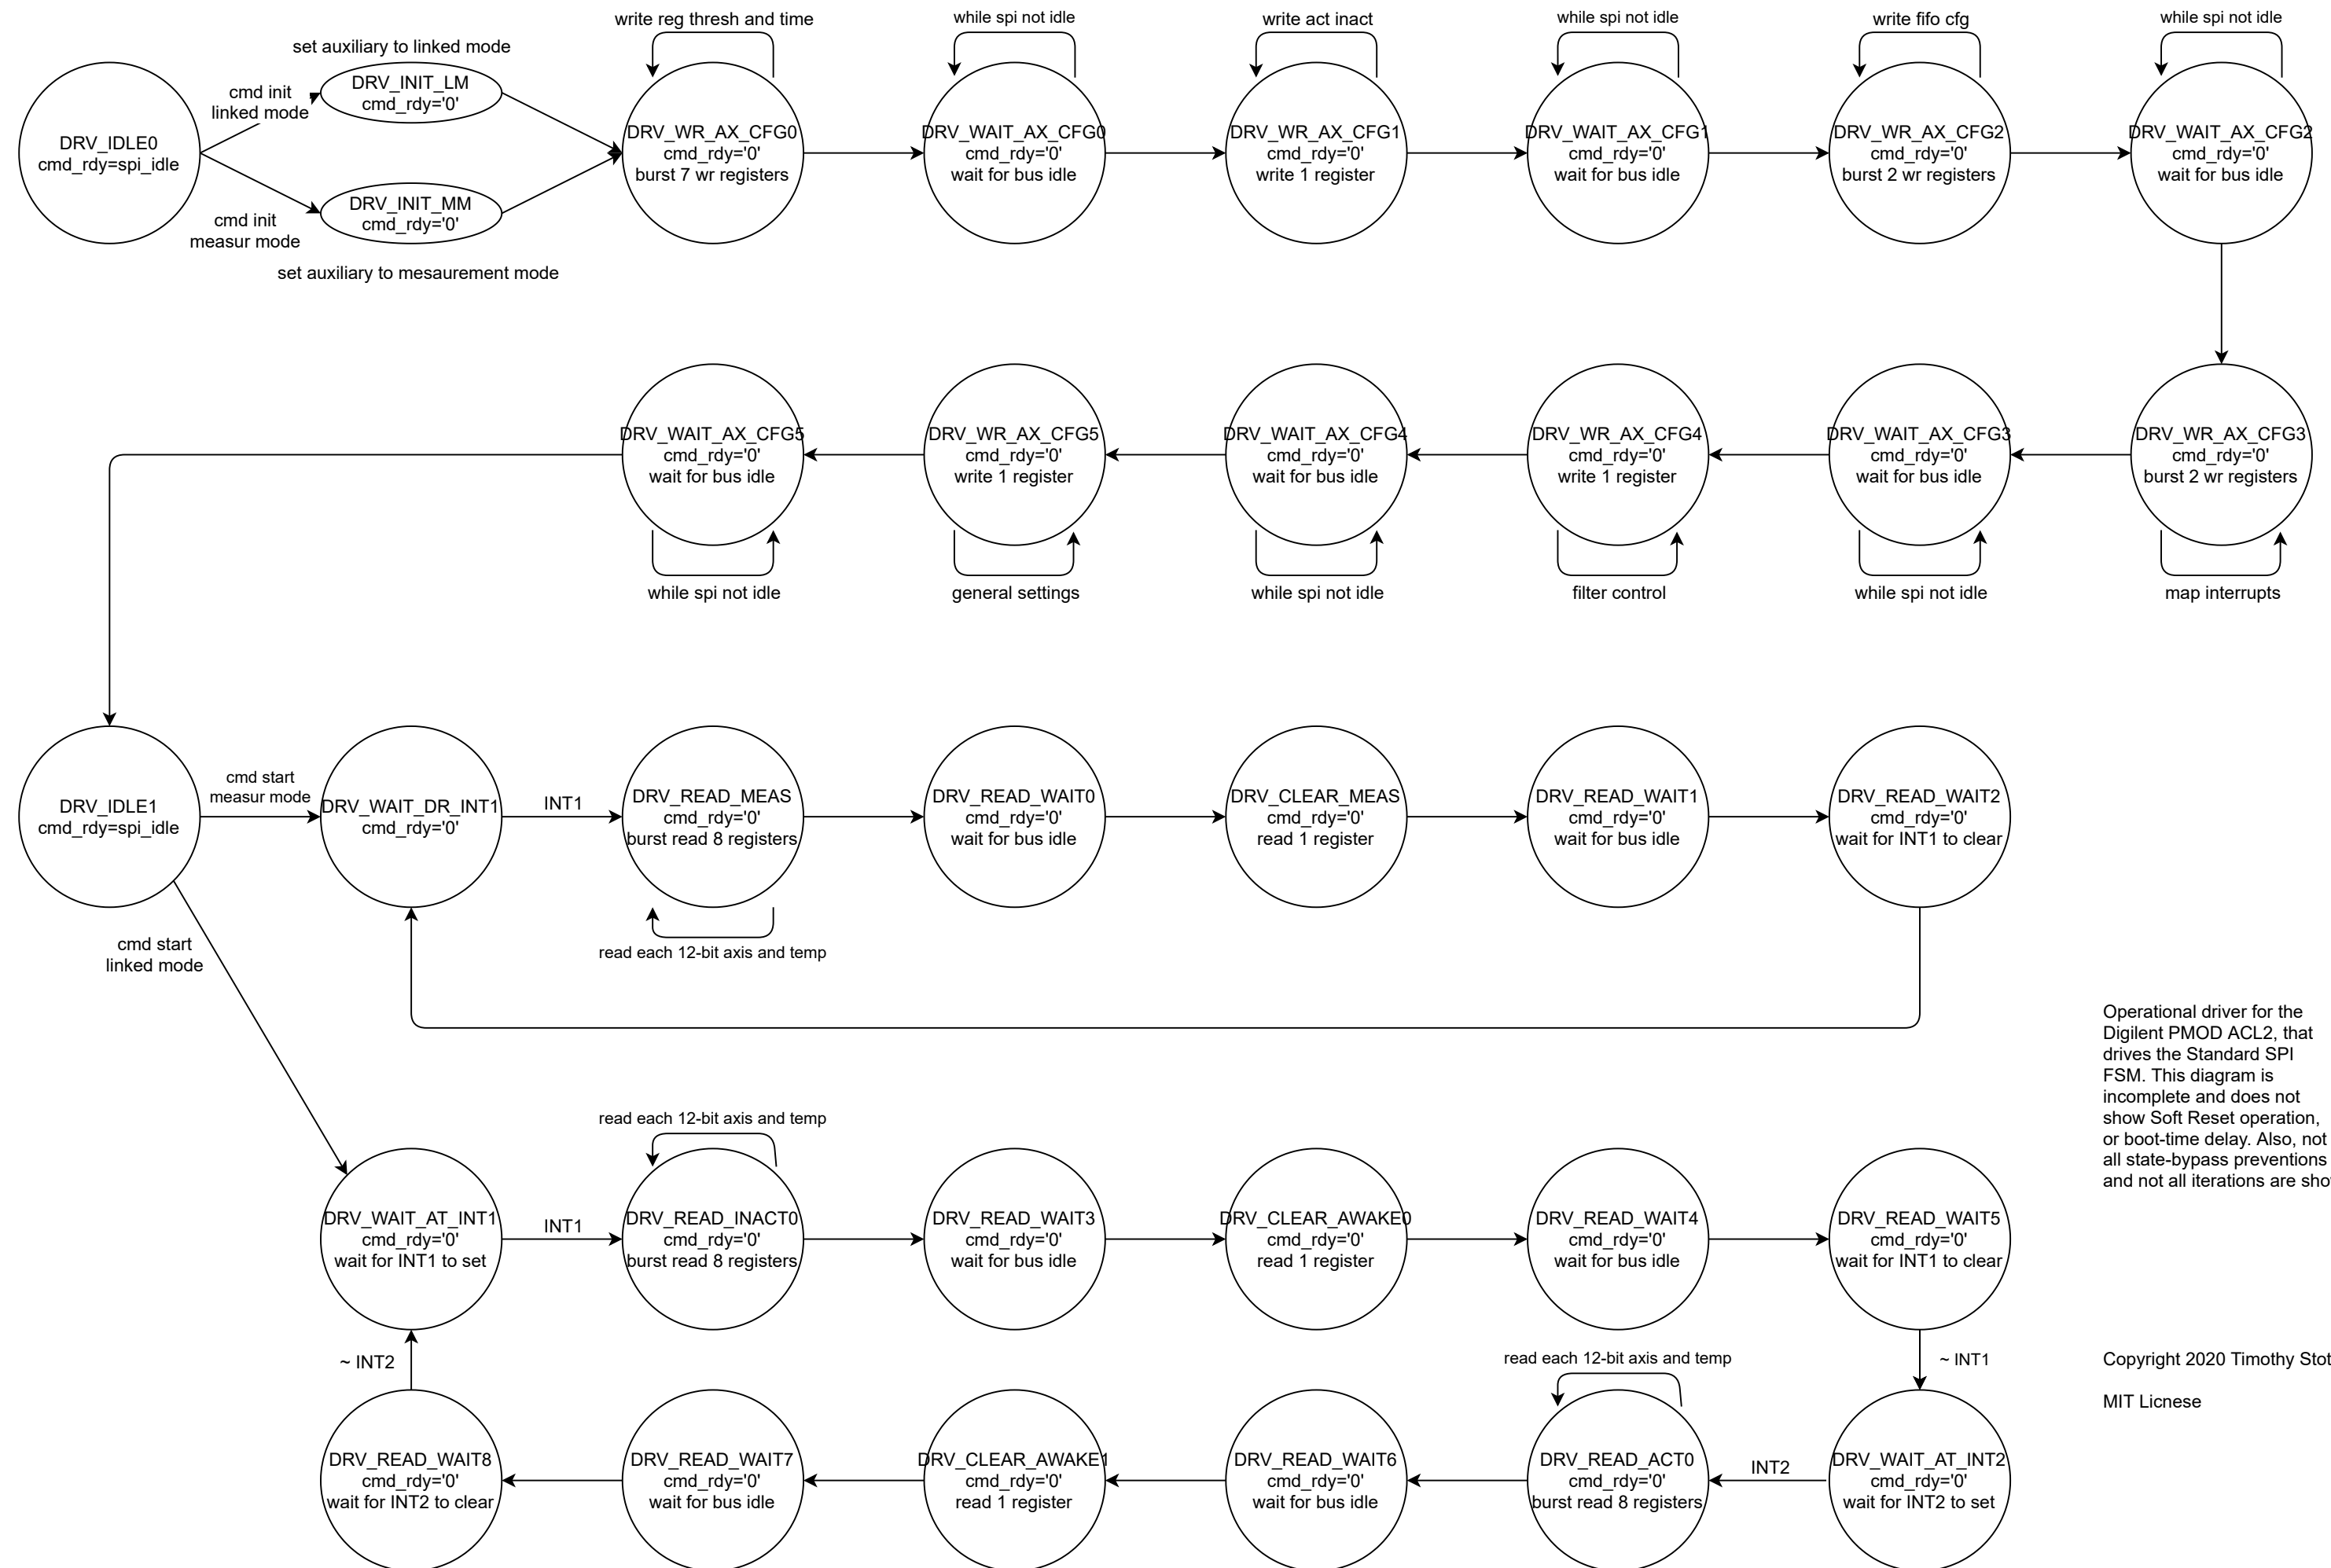 write reg thresh and time
while spi not idle
write act inact
while spi not idle
write fifo cfg
while spi not idle
set auxiliary to linked mode
cmd init
linked mode
DRV_INIT_LM
cmd_rdy='0'
DRV_IDLE0
cmd_rdy=spi_idle
cmd init
measur mode
DRV_INIT_MM
cmd_rdy='0'
set auxiliary to mesaurement mode
DRV_WR_AX_CFG0
cmd_rdy='0'
burst 7 wr registers
DRV_WAIT_AX_CFG0
cmd_rdy='0'
wait for bus idle
DRV_WR_AX_CFG1
cmd_rdy='0'
write 1 register
DRV_WAIT_AX_CFG1
cmd_rdy='0'
wait for bus idle
DRV_WR_AX_CFG2
cmd_rdy='0'
burst 2 wr registers
DRV_WAIT_AX_CFG2
cmd_rdy='0'
wait for bus idle
DRV_WAIT_AX_CFG5
cmd_rdy='0'
wait for bus idle
DRV_WR_AX_CFG5
cmd_rdy='0'
write 1 register
DRV_WAIT_AX_CFG4
cmd_rdy='0'
wait for bus idle
DRV_WR_AX_CFG4
cmd_rdy='0'
write 1 register
DRV_WAIT_AX_CFG3
cmd_rdy='0'
wait for bus idle
DRV_WR_AX_CFG3
cmd_rdy='0'
burst 2 wr registers
while spi not idle
general settings
while spi not idle
filter control
while spi not idle
map interrupts
DRV_IDLE1
cmd_rdy=spi_idle
cmd start
measur mode
DRV_WAIT_DR_INT1
cmd_rdy='0'
INT1
DRV_READ_MEAS
cmd_rdy='0'
burst read 8 registers
DRV_READ_WAIT0
cmd_rdy='0'
wait for bus idle
DRV_CLEAR_MEAS
cmd_rdy='0'
read 1 register
DRV_READ_WAIT1
cmd_rdy='0'
wait for bus idle
DRV_READ_WAIT2
cmd_rdy='0'
wait for INT1 to clear
read each 12-bit axis and temp
cmd start
linked mode
Operational driver for the
Digilent PMOD ACL2, that
drives the Standard SPI
FSM. This diagram is
incomplete and does not
show Soft Reset operation,
or boot-time delay. Also, not
all state-bypass preventions
and not all iterations are
read each 12-bit axis and temp
DRV_WAIT_AT_INT1
cmd_rdy='0'
wait for INT1 to set
INT1
DRV_READ_INACT0
cmd_rdy='0'
burst read 8 registers
DRV_READ_WAIT3
cmd_rdy='0'
wait for bus idle
DRV_CLEAR_AWAKE0
cmd_rdy='0'
read 1 register
DRV_READ_WAIT4
cmd_rdy='0'
wait for bus idle
DRV_READ_WAIT5
cmd_rdy='0'
wait for INT1 to clear
~ INT2
read each 12-bit axis and temp
~ INT1
Copyright 2020 Timothy
MIT Licnese
DRV_READ_WAIT8
cmd_rdy='0'
wait for INT2 to clear
DRV_READ_WAIT7
cmd_rdy='0'
wait for bus idle
DRV_CLEAR_AWAKE1
cmd_rdy='0'
read 1 register
DRV_READ_WAIT6
cmd_rdy='0'
wait for bus idle
DRV_READ_ACT0
cmd_rdy='0'
burst read 8 registers
INT2
DRV_WAIT_AT_INT2
cmd_rdy='0'
wait for INT2 to set